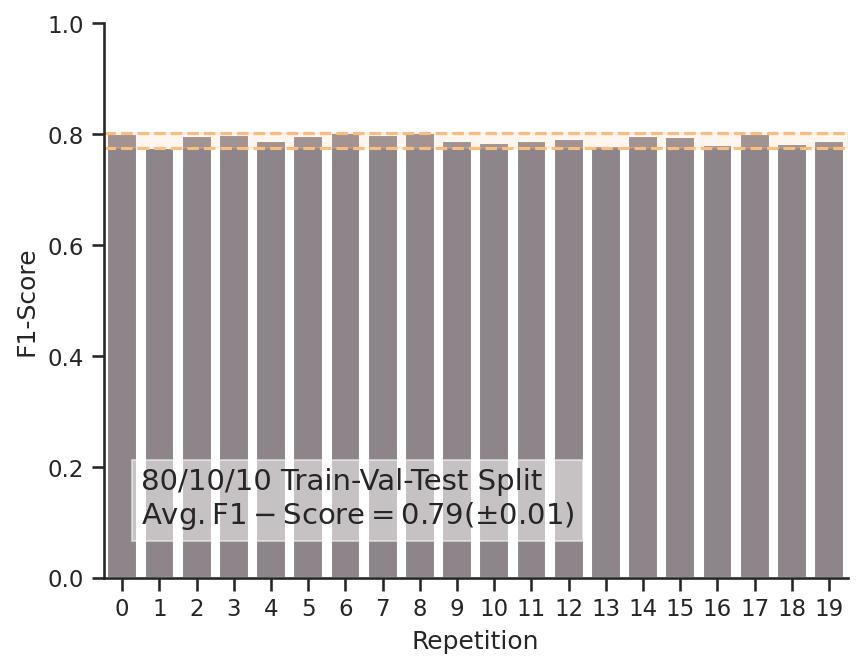 1.0
0.8
0.6
0.4
0.2
0.0
F1-Score
80/10/10 Train-Val-Test Split
Avg. F1 − Score = 0.79(±0.01)
0 1 2 3 4 5 6 7 8 9 10 11 12 13 14 15 16 17 18 19
Repetition